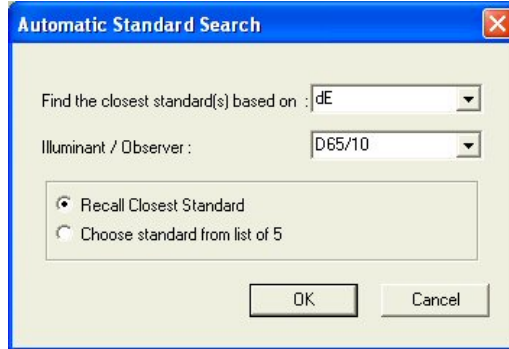 Automatic Standard Search
Find the closest standard(s) based on : dE
Illuminant / Observer : D65/10
Recall Closest Standard
Choose standard from list of 5
OK Cancel